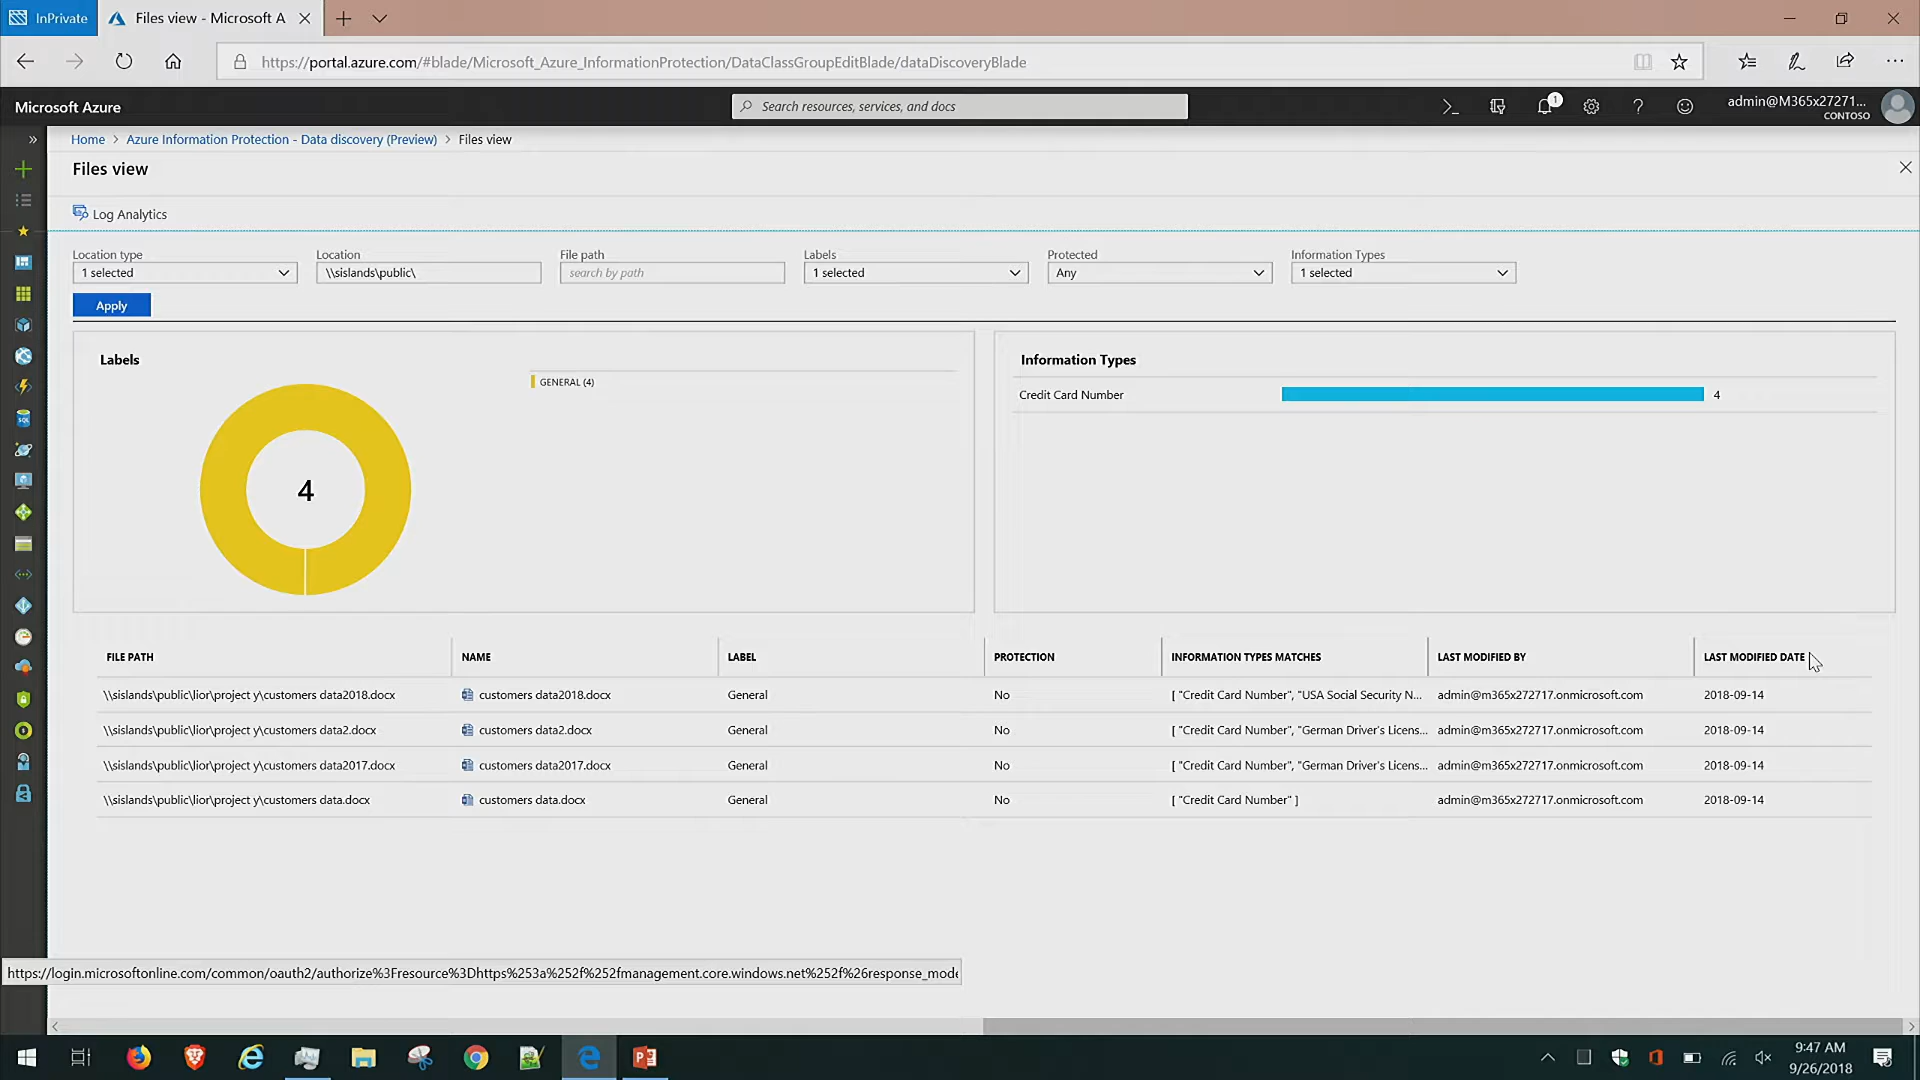 InPrivate
Files view - Microsoft A
https://portal.azure.com/#blade/Microsoft_Azure_InformationProtection/DataClassGroupEditBlade/dataDiscoveryBlade
Microsoft Azure
Search resources, services, and docs
1
admin@M365x27271...
CONTOSO
Home > Azure Information Protection - Data discovery (Preview) > Files view
Files view
Log Analytics
Location type Location File path Labels Protected Information Types
1 selected \\sislands\public\ search by path 1 selected Any 1 selected
Apply
Labels
GENERAL (4)
4
Information Types
Credit Card Number 4
FILE PATH NAME LABEL PROTECTION INFORMATION TYPES MATCHES LAST MODIFIED BY LAST MODIFIED DATE
\\sislands\public\lior\project y\customers data2018.docx customers data2018.docx General No [ "Credit Card Number", "USA Social Security N... admin@m365x272717.onmicrosoft.com 2018-09-14
\\sislands\public\lior\project y\customers data2.docx customers data2.docx General No [ "Credit Card Number", "German Driver's Licens... admin@m365x272717.onmicrosoft.com 2018-09-14
\\sislands\public\lior\project y\customers data2017.docx customers data2017.docx General No [ "Credit Card Number", "German Driver's Licens... admin@m365x272717.onmicrosoft.com 2018-09-14
\\sislands\public\lior\project y\customers data.docx customers data.docx General No [ "Credit Card Number" ] admin@m365x272717.onmicrosoft.com 2018-09-14
https://login.microsoftonline.com/common/oauth2/authorize%3Fresource%3Dhttps%253a%252f%252fmanagement.core.windows.net%252f%26response_mode
9:47 AM
9/26/2018